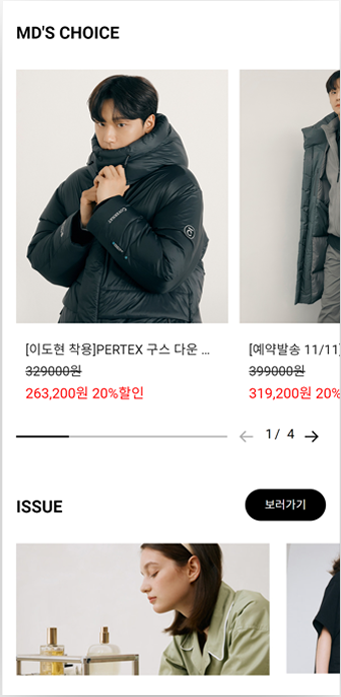 MD'S CHOICE
[이도현 착용]PERTEX 구스 다운 ...
329000원
263,200원 20%할인
[예약발송 11/11]
399000원
319,200원 20%
1 / 4
ISSUE
보러가기